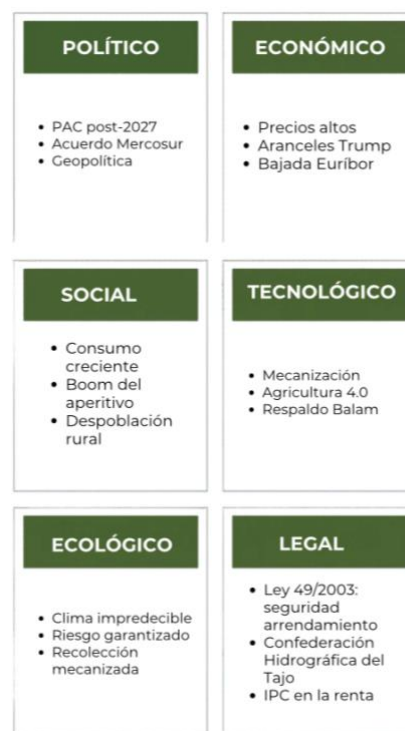 POLÍTICO
• PAC post-2027
• Acuerdo Mercosur
• Geopolítica
ECONÓMICO
• Precios altos
• Aranceles Trump
• Bajada Euríbor
SOCIAL
• Consumo
creciente
• Boom del
aperitivo
• Despoblación
rural
TECNOLÓGICO
• Mecanización
• Agricultura 4.0
• Respaldo Balam
ECOLÓGICO
• Clima impredecible
• Riesgo garantizado
• Recolección
mecanizada
LEGAL
• Ley 49/2003:
seguridad
arrendamiento
• Confederación
Hidrográfica del
Tajo
• IPC en la renta